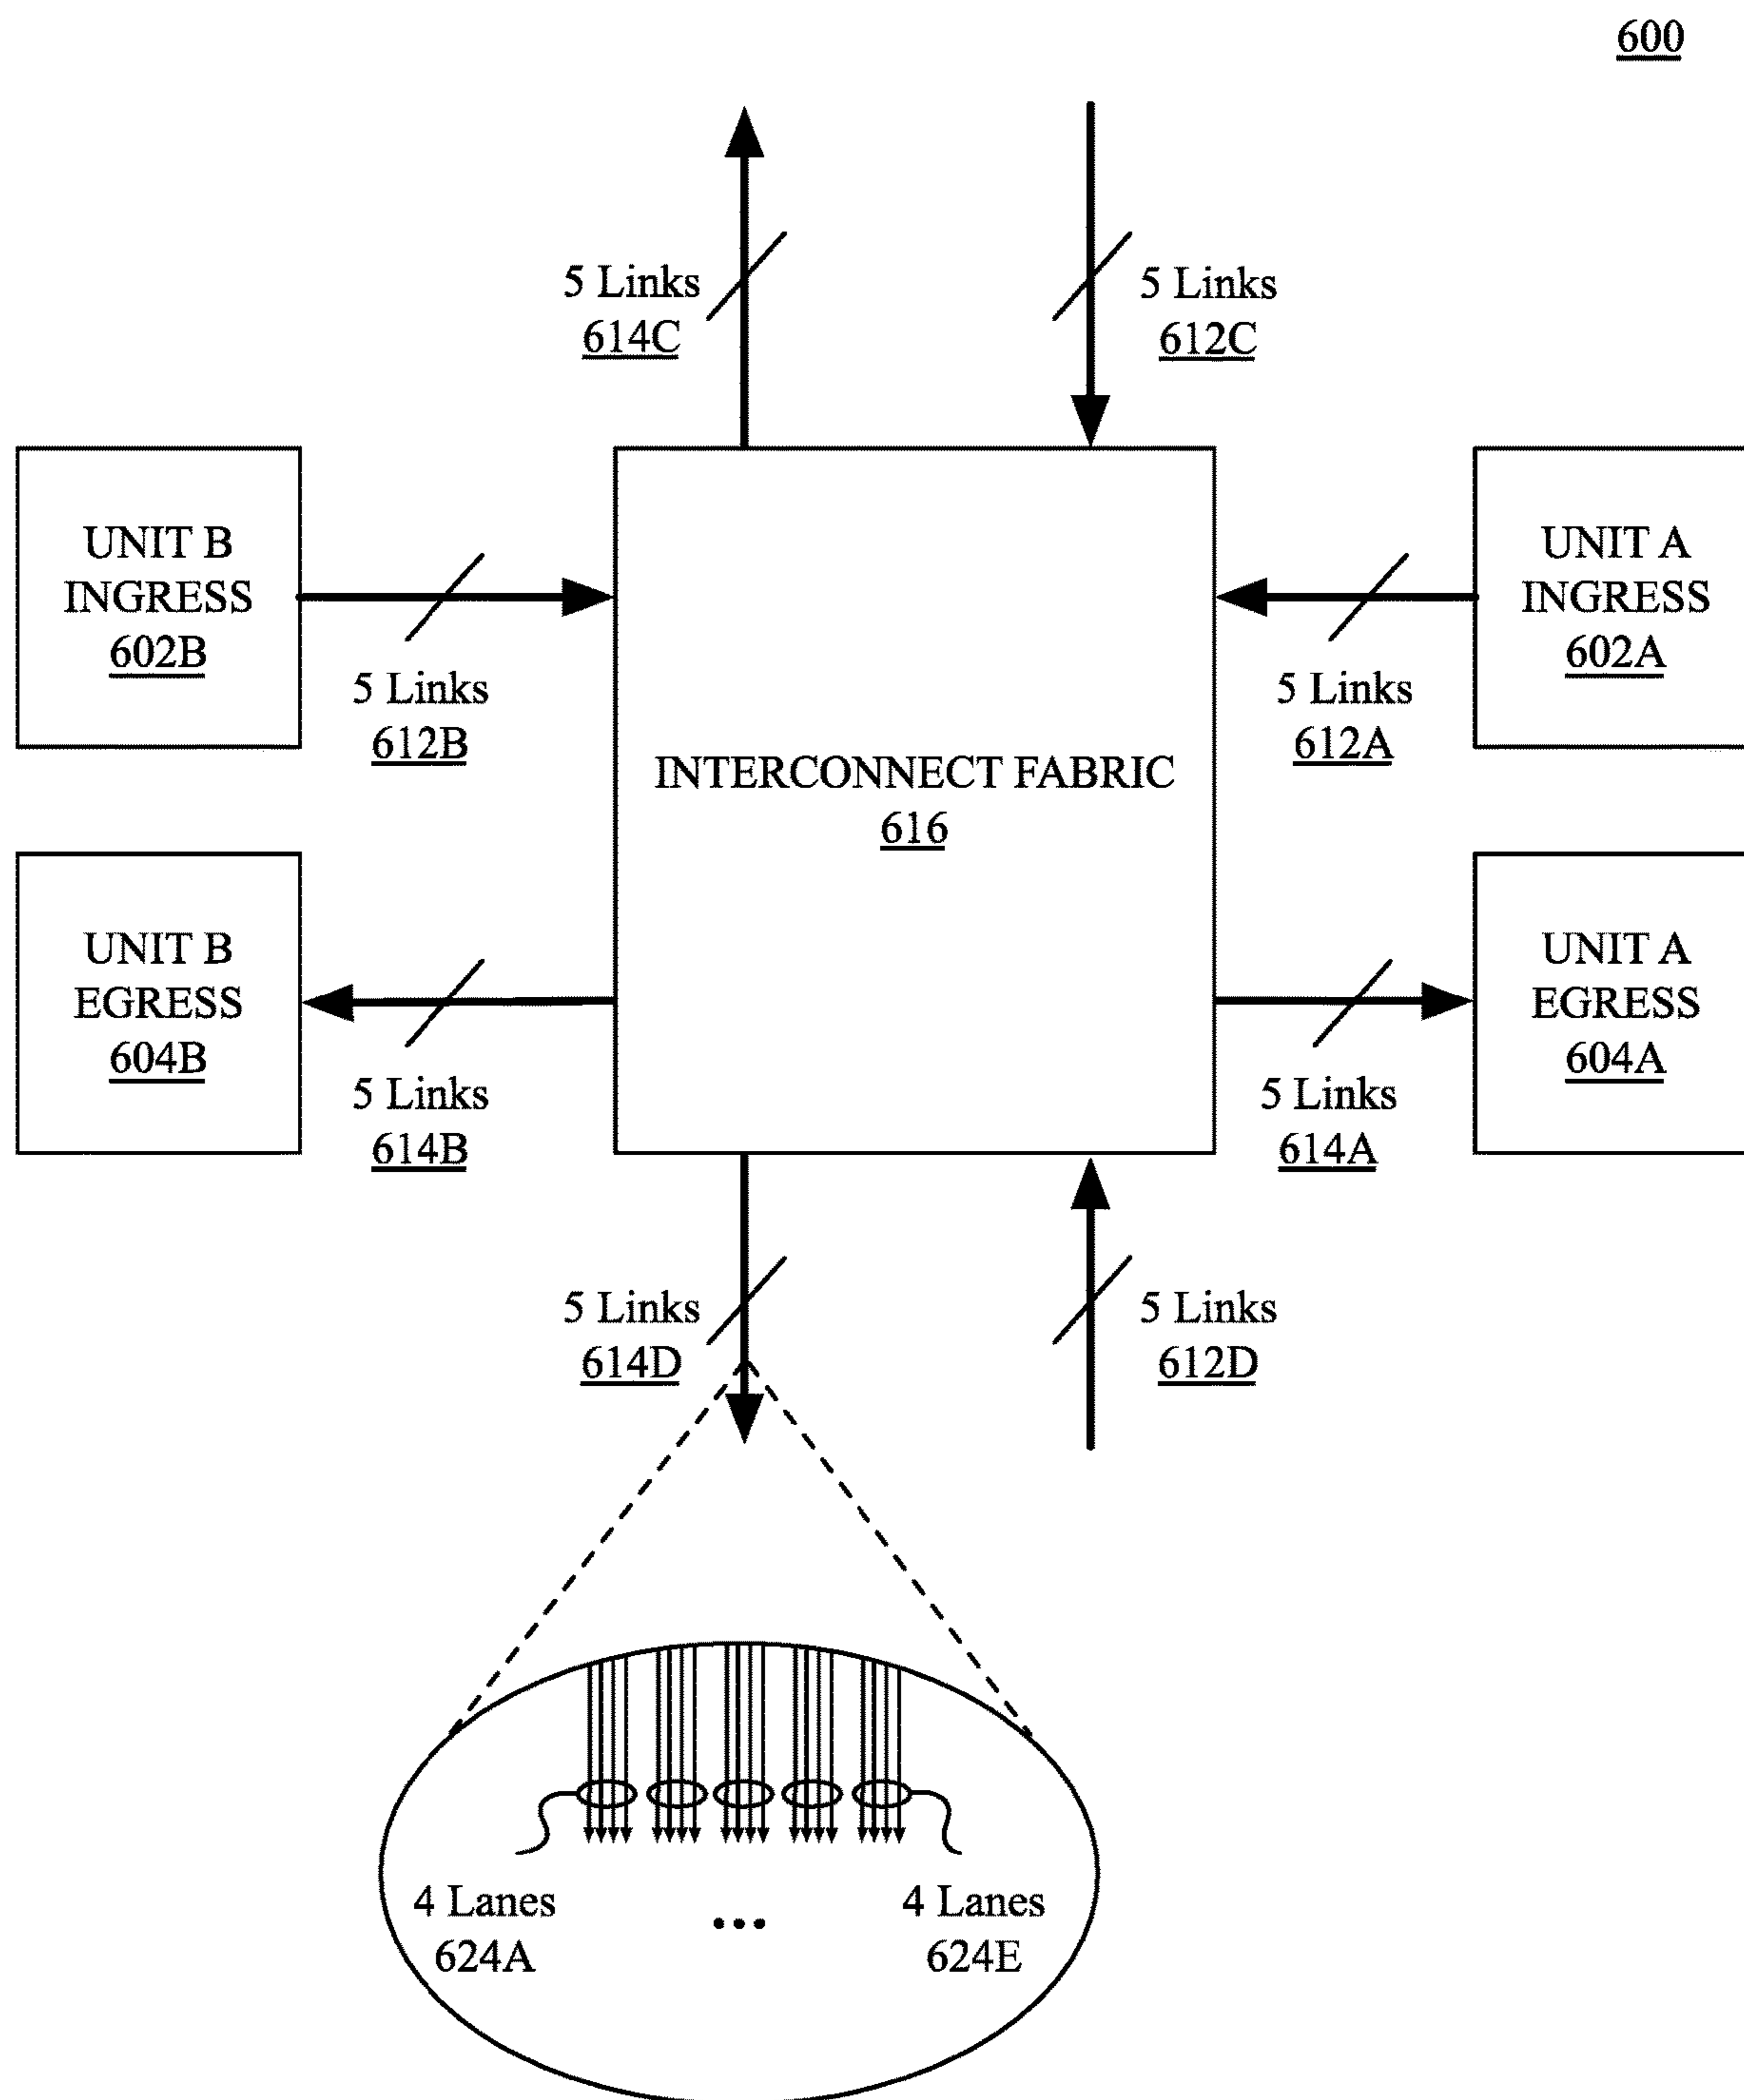 600
5 Links
614C
5 Links
612C
UNIT B
INGRESS
602B
5 Links
612B
INTERCONNECT FABRIC
616
5 Links
612A
UNIT A
INGRESS
602A
UNIT B
EGRESS
604B
5 Links
614B
5 Links
614A
UNIT A
EGRESS
604A
5 Links
614D
5 Links
612D
4 Lanes
624A
...
4 Lanes
624E